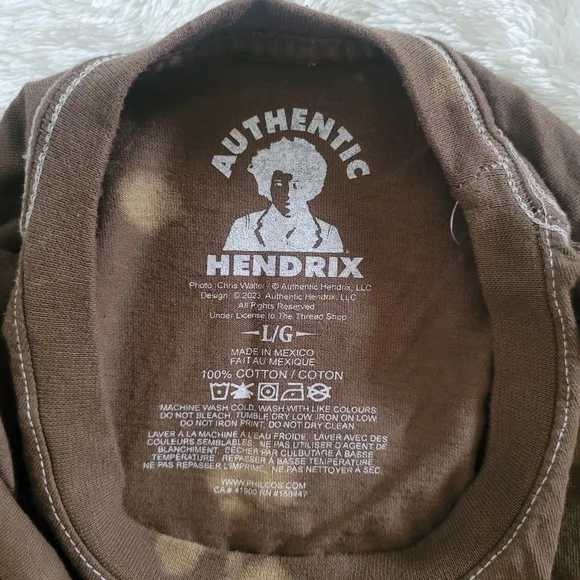 AUTHENTIC
HENDRIX
Photo: Chris Walter / © Authentic Hendrix, LLC
Design: © 2023, Authentic Hendrix, LLC
All Rights Reserved
Under License to The Thread Shop
L/G
MADE IN MEXICO
FAIT AU MEXIQUE
100% COTTON / COTON
MACHINE WASH COLD, WASH WITH LIKE COLOURS
DO NOT BLEACH, TUMBLE DRY LOW, IRON ON LOW
DO NOT IRON PRINT, DO NOT DRY CLEAN
LAVER À LA MACHINE À L'EAU FROIDE, LAVER AVEC DES
COULEURS SEMBLABLES, NE PAS UTILISER D'AGENT DE
BLANCHIMENT, SÉCHER PAR CULBUTAGE À BASSE
TEMPÉRATURE, REPASSER À BASSE TEMPÉRATURE,
NE PAS REPASSER L'IMPRIMÉ, NE PAS NETTOYER À SEC
WWW.PHILCOS.COM
CA# 41900 RN #158447